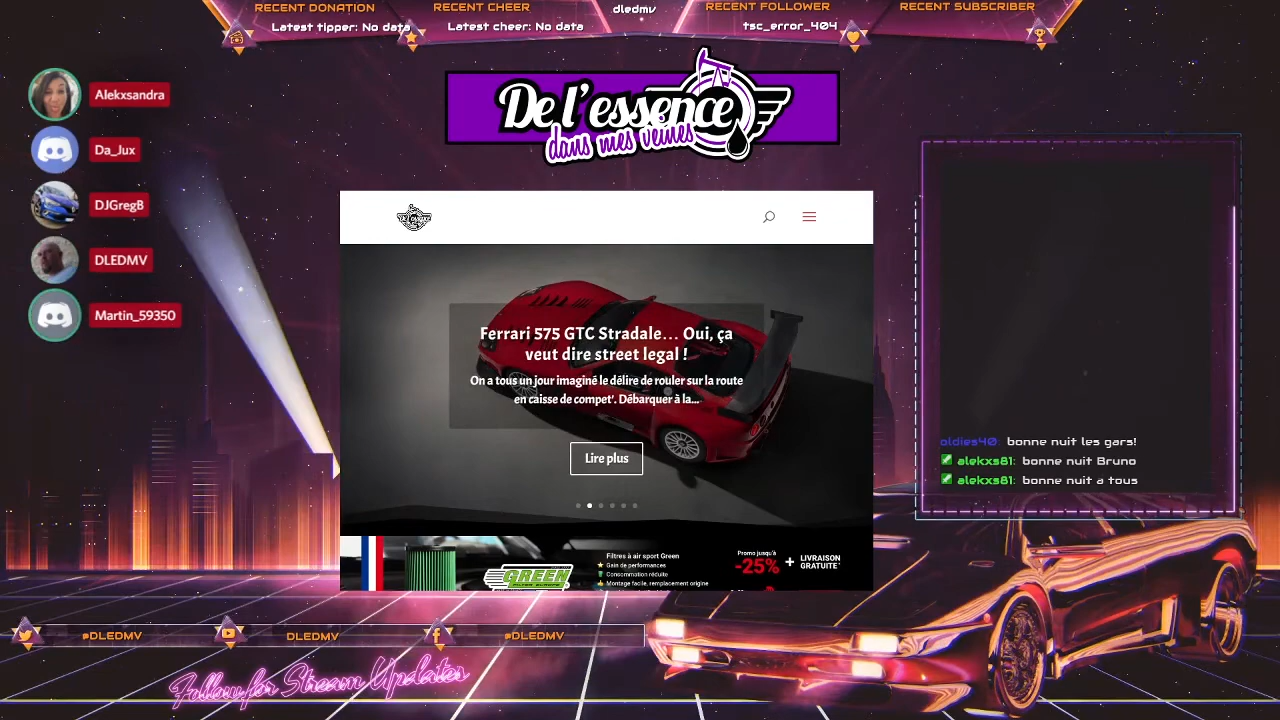 RECENT DONATION
Latest tipper: No data
RECENT CHEER
Latest cheer: No data
dledmv
RECENT FOLLOWER
tsc_error_404
RECENT SUBSCRIBER
De l'essence
dans mes veines
Alekxsandra
Da_Jux
DJGregB
DLEDMV
Martin_59350
Ferrari 575 GTC Stradale… Oui, ça
veut dire street legal !
On a tous un jour imaginé le délire de rouler sur la route
en caisse de compet'. Débarquer à la…
Lire plus
GREEN
Filtres à air sport Green
Gain de performances
Consommation réduite
Montage facile, remplacement origine
Promo jusqu'à
-25%
+
LIVRAISON
GRATUITE
oldies40: bonne nuit les gars!
alekxs81: bonne nuit Bruno
alekxs81: bonne nuit a tous
@DLEDMV
DLEDMV
@DLEDMV
Follow for Stream Updates